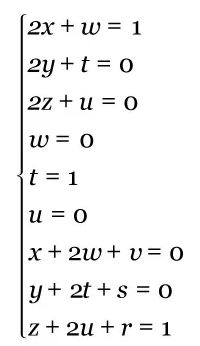 2x + w = 1
2y + t = 0
2z + u = 0
w = 0
t = 1
u = 0
x + 2w + v = 0
y + 2t + s = 0
z + 2u + r = 1